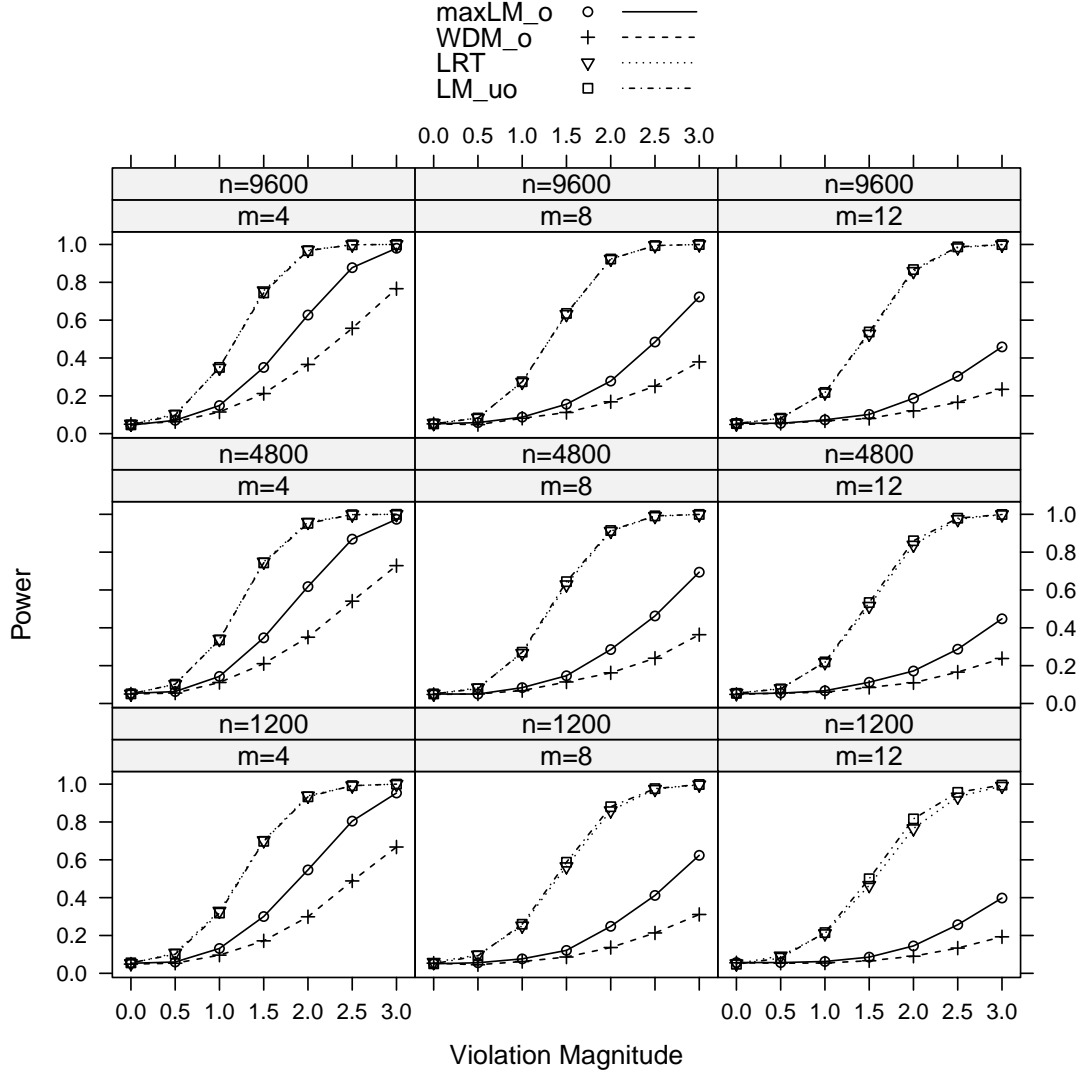 maxLM_o
WDM_o
LRT
LM_uo
0.0 0.5 1.0 1.5 2.0 2.5 3.0
n=9600 n=9600 n=9600
m=4 m=8 m=12
1.0
0.8
0.6
0.4
0.2
0.0
n=4800 n=4800 n=4800
m=4 m=8 m=12
1.0
0.8
0.6
0.4
0.2
0.0
Power
n=1200 n=1200 n=1200
m=4 m=8 m=12
1.0
0.8
0.6
0.4
0.2
0.0
0.0 0.5 1.0 1.5 2.0 2.5 3.0 0.0 0.5 1.0 1.5 2.0 2.5 3.0
Violation Magnitude